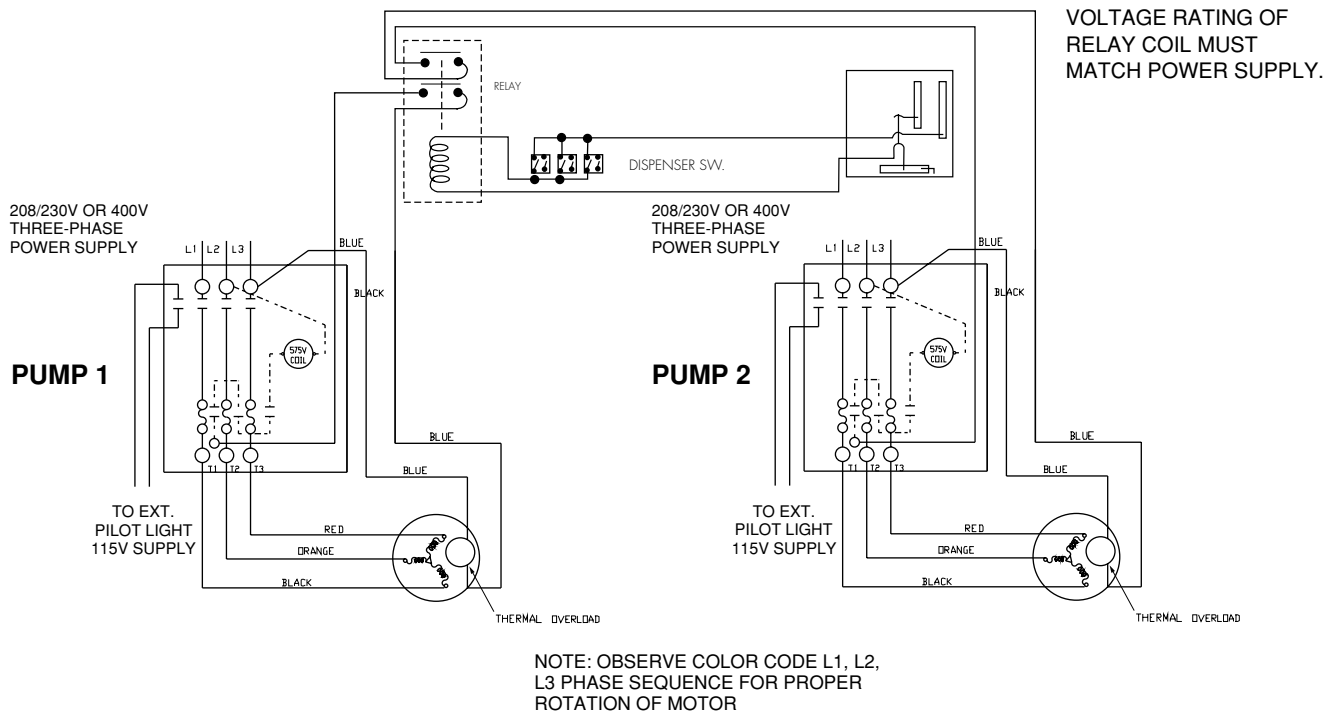 VOLTAGE RATING OF
RELAY COIL MUST
MATCH POWER SUPPLY.
RELAY
DISPENSER SW.
208/230V OR 400V
THREE-PHASE
POWER SUPPLY
L1 L2 L3
BLUE
BLACK
575V
COIL
PUMP 1
T1 T2 T3
BLUE
BLUE
TO EXT.
PILOT LIGHT
115V SUPPLY
RED
ORANGE
BLACK
THERMAL OVERLOAD
208/230V OR 400V
THREE-PHASE
POWER SUPPLY
L1 L2 L3
BLUE
BLACK
575V
COIL
PUMP 2
T1 T2 T3
BLUE
BLUE
TO EXT.
PILOT LIGHT
115V SUPPLY
RED
ORANGE
BLACK
THERMAL OVERLOAD
NOTE: OBSERVE COLOR CODE L1, L2,
L3 PHASE SEQUENCE FOR PROPER
ROTATION OF MOTOR